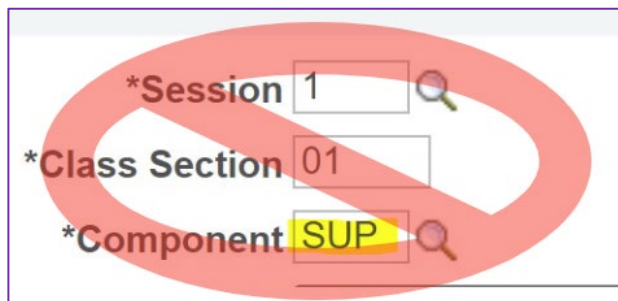 *Session 1
*Class Section 01
*Component SUP